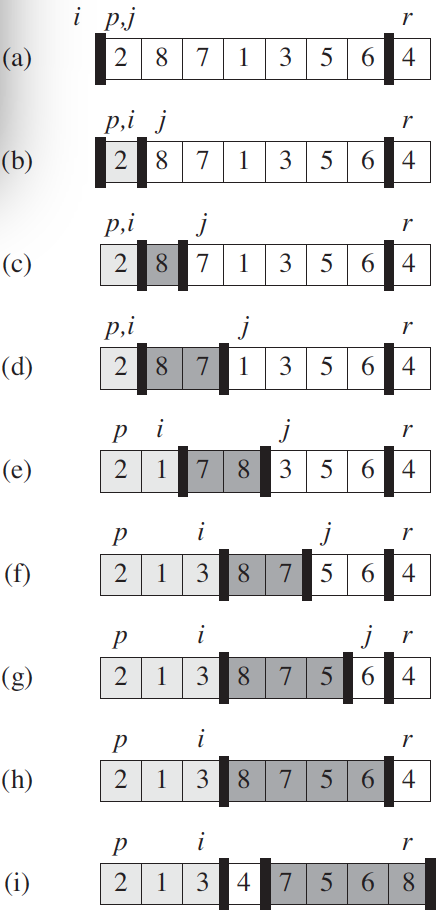 i p,j r
(a) 2 8 7 1 3 5 6 4
p,i j r
(b) 2 8 7 1 3 5 6 4
p,i j r
(c) 2 8 7 1 3 5 6 4
p,i j r
(d) 2 8 7 1 3 5 6 4
p i j r
(e) 2 1 7 8 3 5 6 4
p i j r
(f) 2 1 3 8 7 5 6 4
p i j r
(g) 2 1 3 8 7 5 6 4
p i r
(h) 2 1 3 8 7 5 6 4
p i r
(i) 2 1 3 4 7 5 6 8